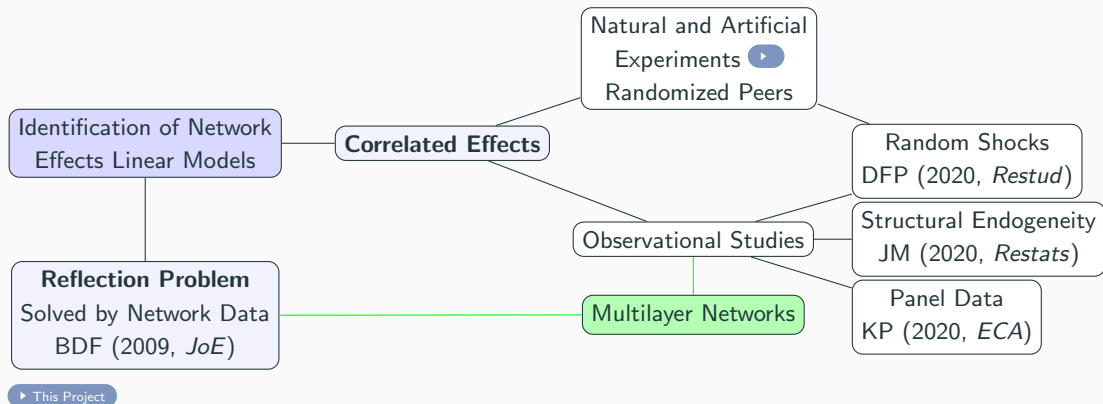 Natural and Artificial
Experiments
Randomized Peers
Identification of Network
Effects Linear Models
Correlated Effects
Random Shocks
DFP (2020, Restud)
Observational Studies
Structural Endogeneity
JM (2020, Restats)
Reflection Problem
Solved by Network Data
BDF (2009, JoE)
Multilayer Networks
Panel Data
KP (2020, ECA)
This Project